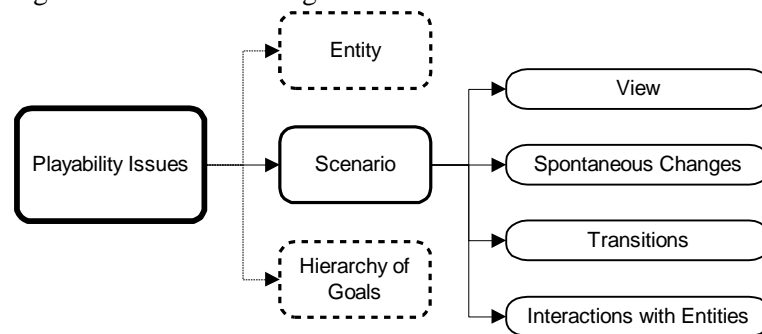 Entity
View
Playability Issues
Scenario
Spontaneous Changes
Transitions
Hierarchy of
Goals
Interactions with Entities